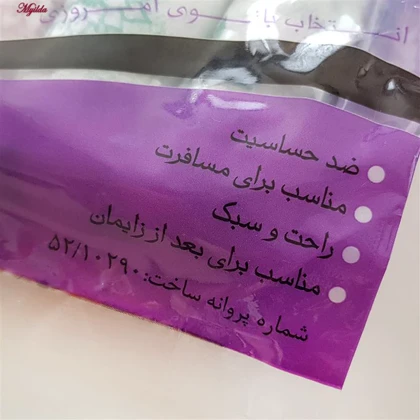 Mgilda
انتخاب بانوی امروزی
ضد حساسیت
مناسب برای مسافرت
راحت و سبک
مناسب برای بعد از زایمان
شماره پروانه ساخت: ۵۲/۱۰۲۹۰